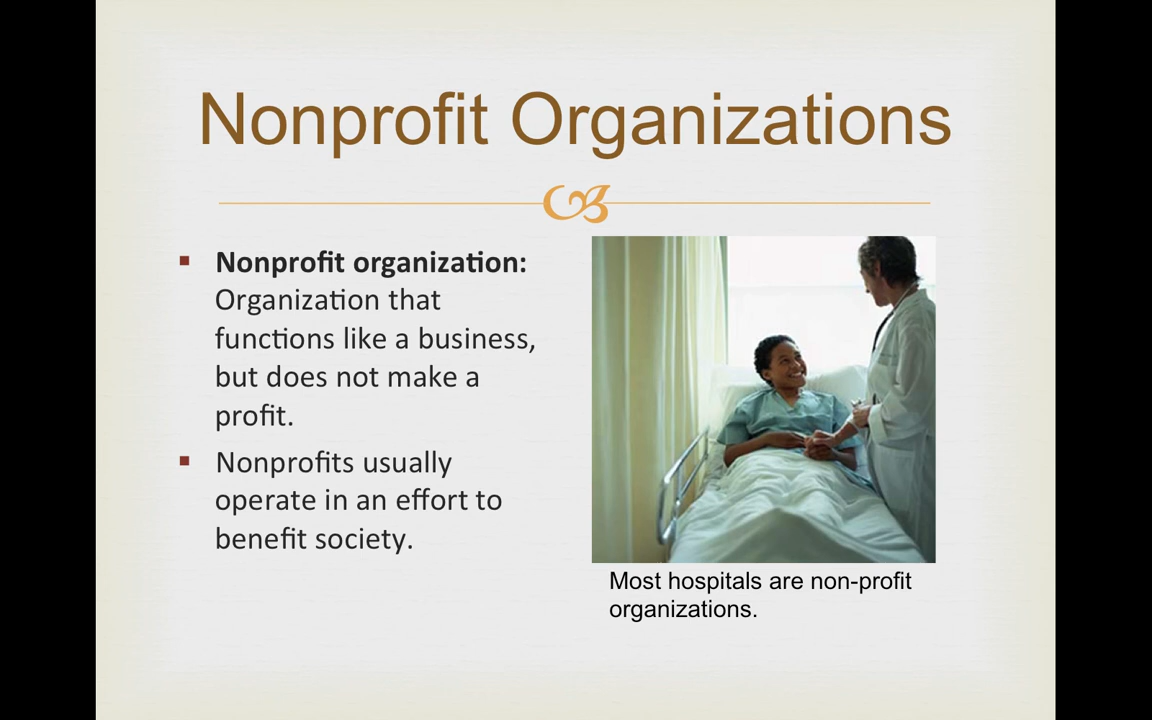 Nonprofit Organizations
Nonprofit organization:
Organization that
functions like a business,
but does not make a
profit.
Nonprofits usually
operate in an effort to
benefit society.
Most hospitals are non-profit
organizations.